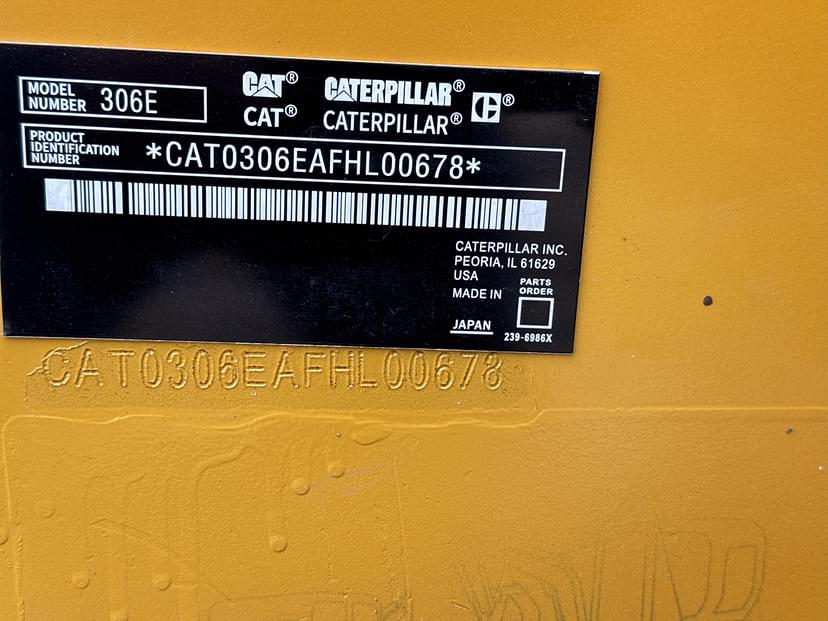 MODEL NUMBER 306E
CAT® CATERPILLAR® C®
CAT® CATERPILLAR®
PRODUCT IDENTIFICATION NUMBER *CAT0306EAFHL00678*
CATERPILLAR INC.
PEORIA, IL 61629
USA
MADE IN
JAPAN
PARTS ORDER
239-6986X
CAT0306EAFHL00678